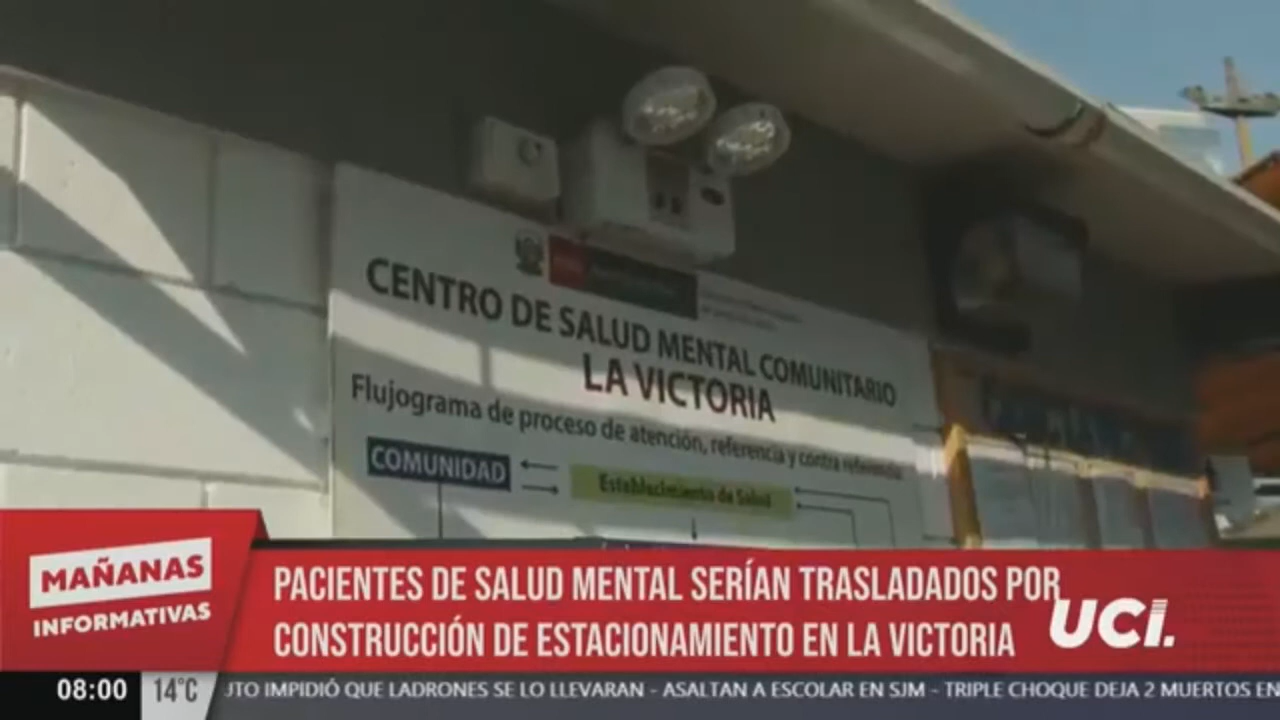 CENTRO DE SALUD MENTAL COMUNITARIO
LA VICTORIA
Flujograma de proceso de atención, referencia y contra referencia
COMUNIDAD
Establecimiento de Salud
MAÑANAS
INFORMATIVAS
PACIENTES DE SALUD MENTAL SERÍAN TRASLADADOS POR
CONSTRUCCIÓN DE ESTACIONAMIENTO EN LA VICTORIA
UCI.
08:00
14°C
UTO IMPIDIÓ QUE LADRONES SE LO LLEVARAN - ASALTAN A ESCOLAR EN SJM - TRIPLE CHOQUE DEJA 2 MUERTOS EN